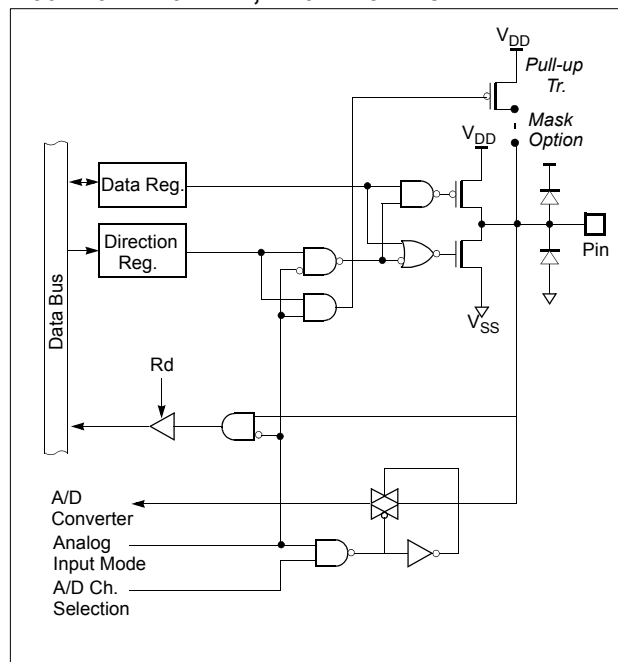 V_DD
Pull-up
Tr.
Mask
Option
V_DD
Data Reg.
Direction
Reg.
Data Bus
Pin
V_SS
Rd
A/D
Converter
Analog
Input Mode
A/D Ch.
Selection